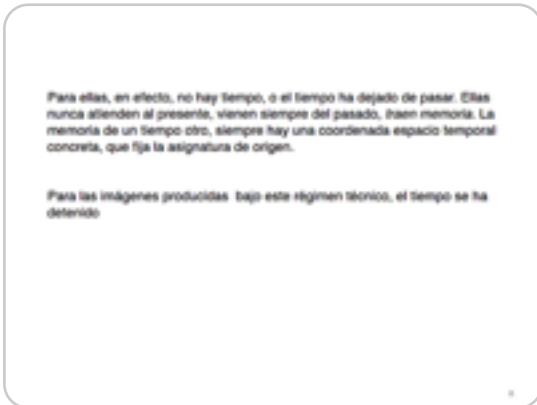 Para ellas, en efecto, no hay tiempo, o el tiempo ha dejado de pasar. Ellas
nunca atienden al presente, vienen siempre del pasado, traen memoria. La
memoria de un tiempo otro, siempre hay una coordenada espacio temporal
concreta, que fija la asignatura de origen.
Para las imágenes producidas bajo este régimen técnico, el tiempo se ha
detenido